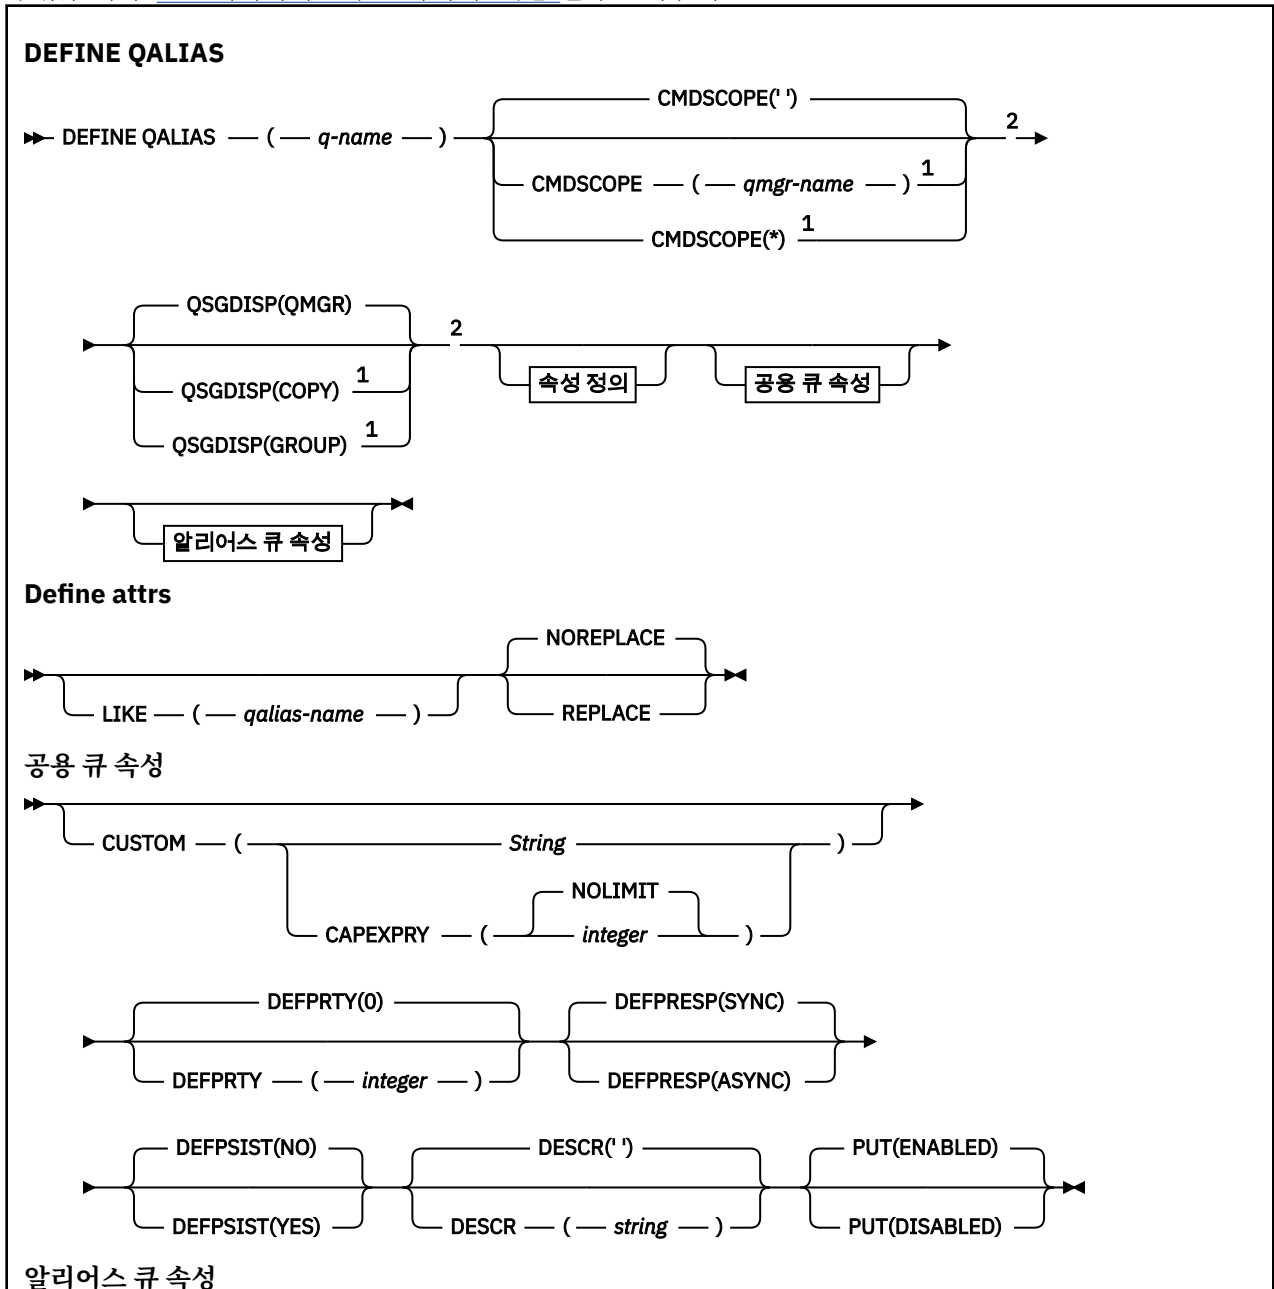 DEFINE QALIAS
CMDSCOPE(' ')
DEFINE QALIAS ( q-name ) 2
CMDSCOPE ( qmgr-name ) 1
CMDSCOPE(*) 1
QSGDISP(QMGR) 2
QSGDISP(COPY) 1
QSGDISP(GROUP) 1
속성 정의 공용 큐 속성
알리어스 큐 속성
Define attrs
NOREPLACE
LIKE ( qalias-name ) REPLACE
공용 큐 속성
CUSTOM ( String )
NOLIMIT
CAPEXPRY ( integer )
DEFPRTY(0) DEFPRESP(SYNC)
DEFPRTY ( integer ) DEFPRESP(ASYNC)
DEFPSIST(NO) DESCR(' ') PUT(ENABLED)
DEFPSIST(YES) DESCR ( string ) PUT(DISABLED)
알리어스 큐 속성